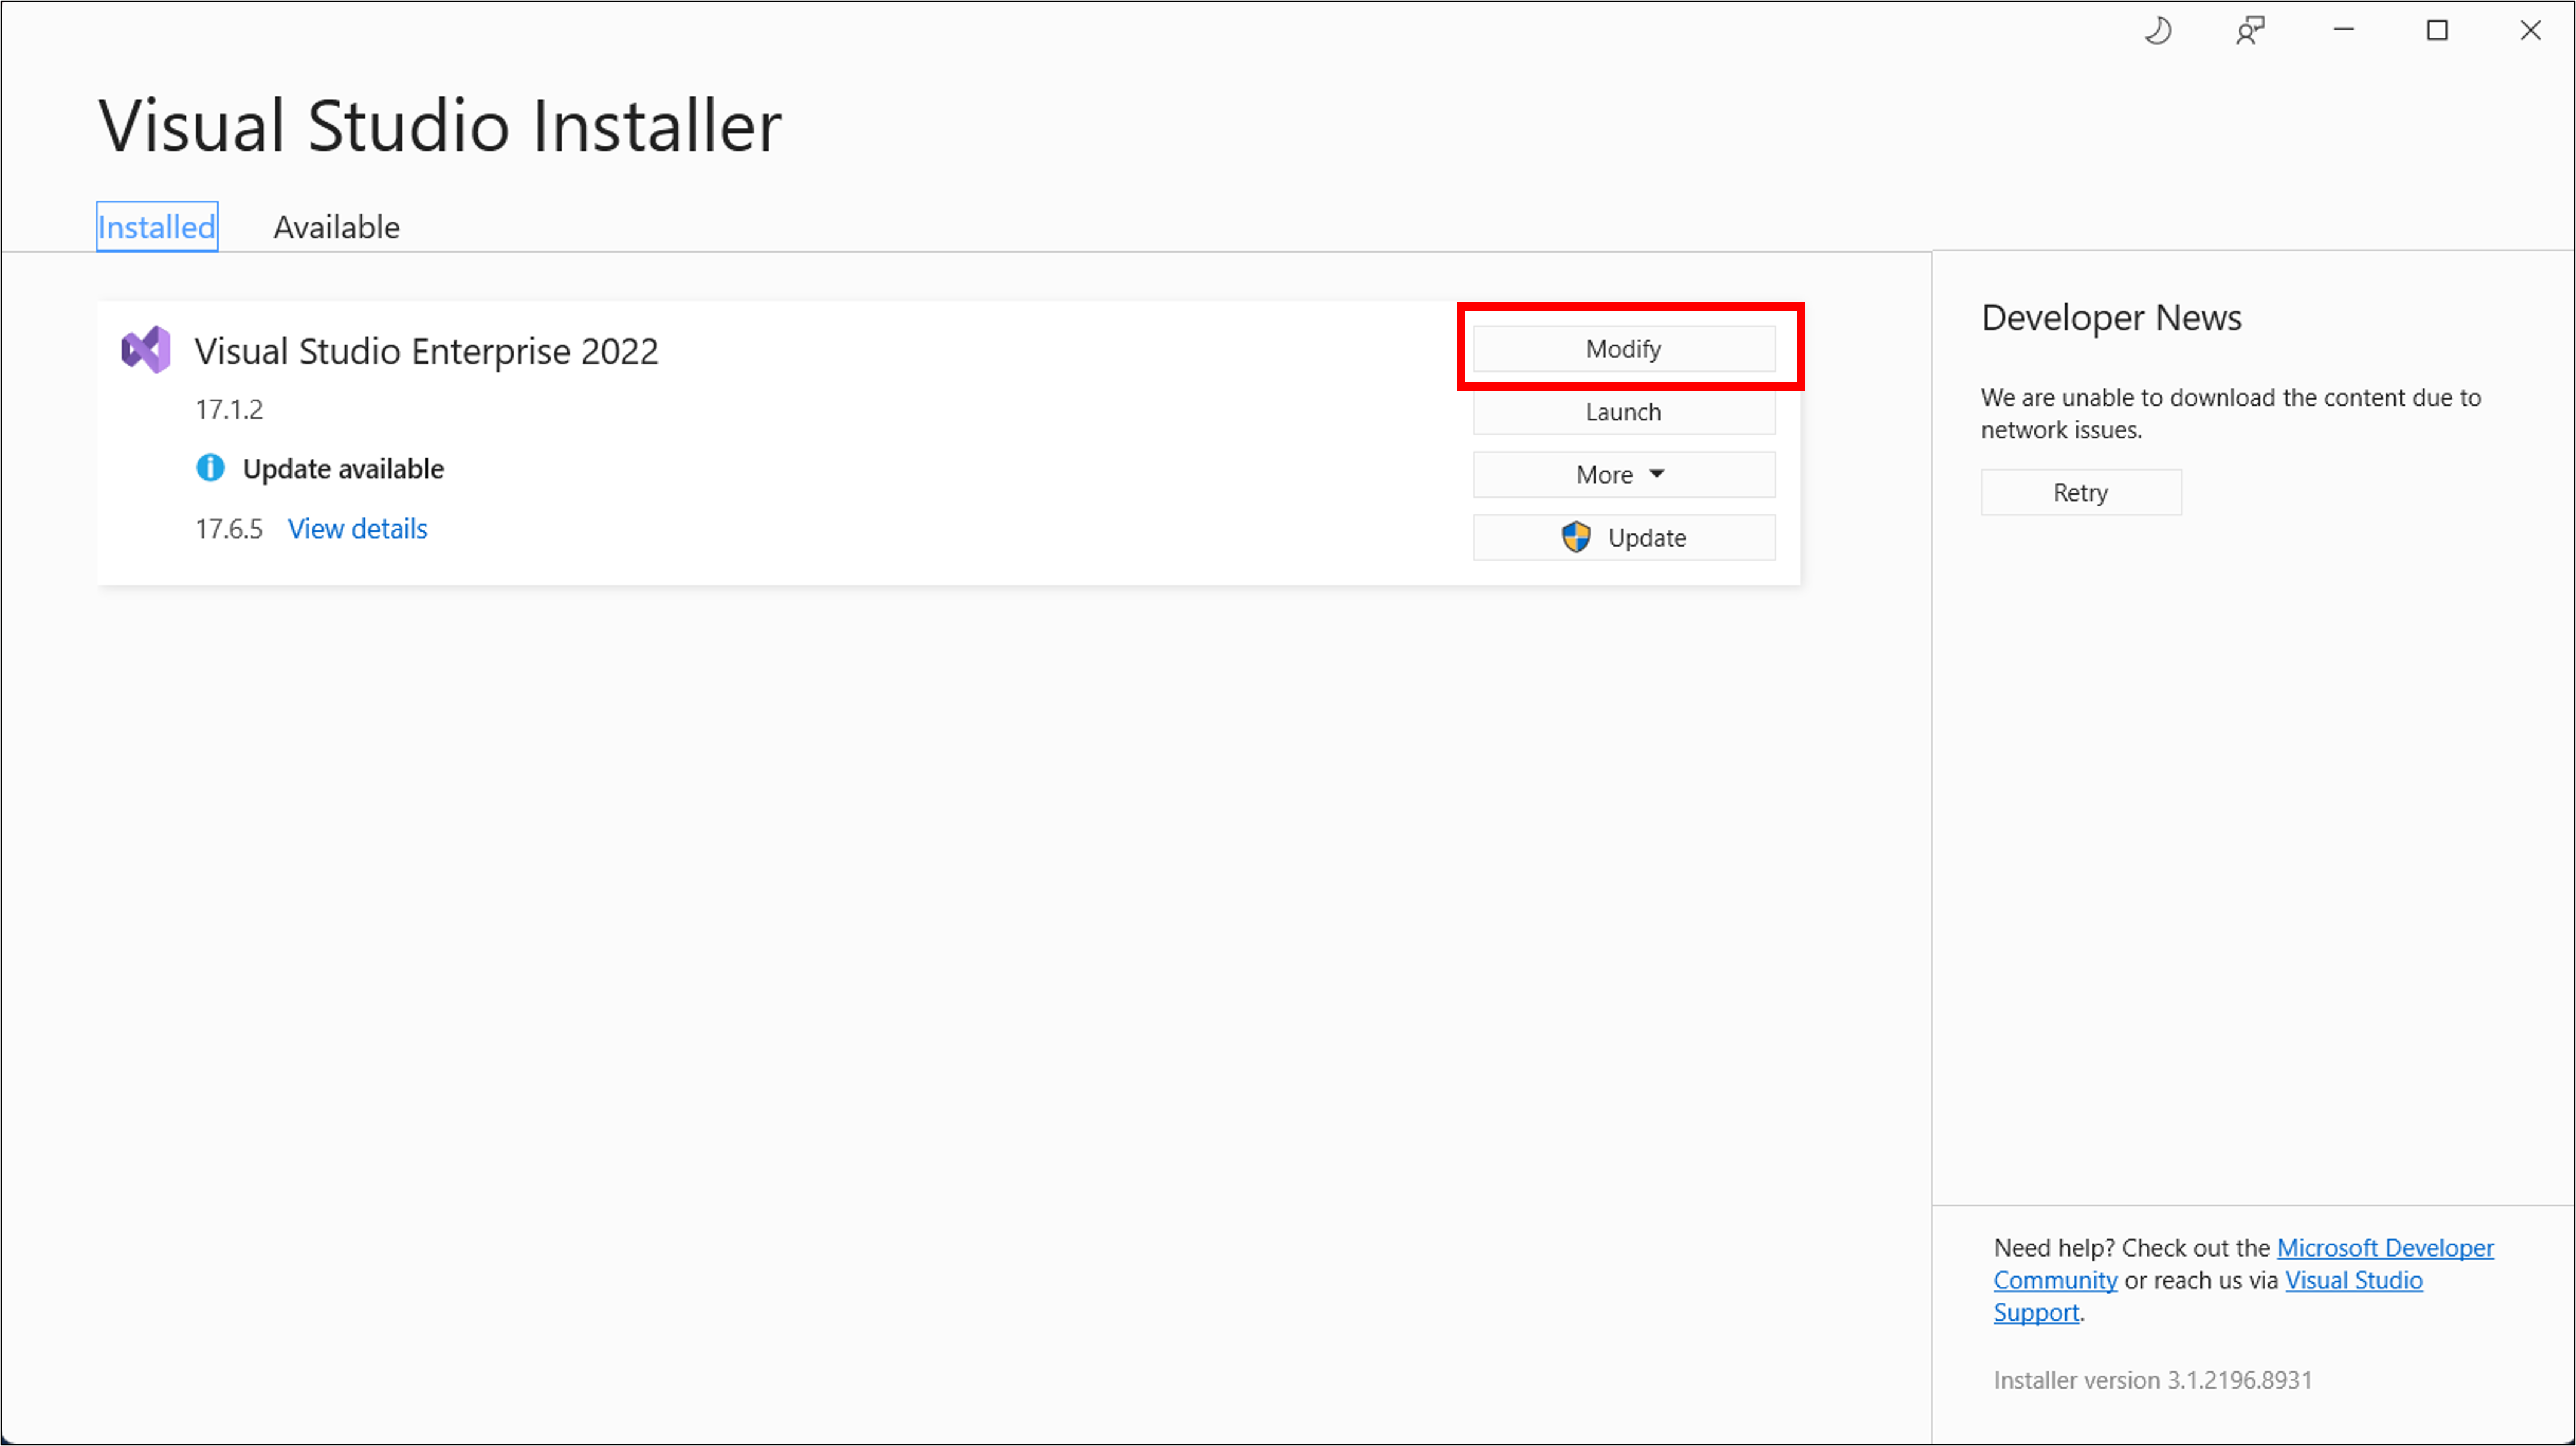 Visual Studio Installer
Installed
Available
Visual Studio Enterprise 2022
17.1.2
Update available
17.6.5 View details
Modify
Launch
More
Update
Developer News
We are unable to download the content due to
network issues.
Retry
Need help? Check out the Microsoft Developer
Community or reach us via Visual Studio
Support.
Installer version 3.1.2196.8931